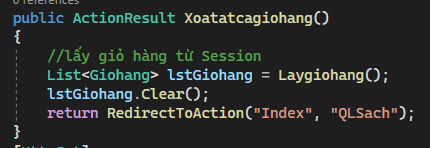 0 references
public ActionResult Xoatatcagiohang()
{
//lấy giỏ hàng từ Session
List<Giohang> lstGiohang = Laygiohang();
lstGiohang.Clear();
return RedirectToAction("Index", "QLSach");
}